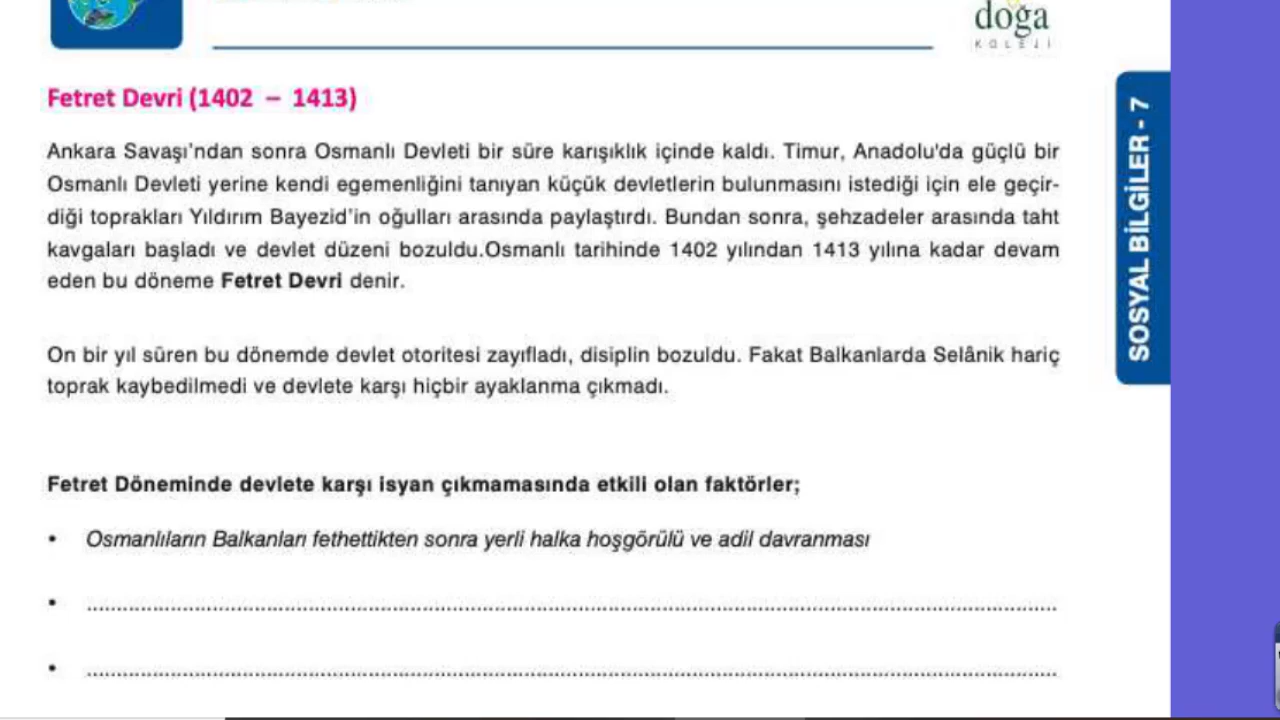 doğa
KOLEJİ
Fetret Devri (1402 – 1413)
SOSYAL BİLGİLER - 7
Ankara Savaşı'ndan sonra Osmanlı Devleti bir süre karışıklık içinde kaldı. Timur, Anadolu'da güçlü bir
Osmanlı Devleti yerine kendi egemenliğini tanıyan küçük devletlerin bulunmasını istediği için ele geçir-
diği toprakları Yıldırım Bayezid'in oğulları arasında paylaştırdı. Bundan sonra, şehzadeler arasında taht
kavgaları başladı ve devlet düzeni bozuldu.Osmanlı tarihinde 1402 yılından 1413 yılına kadar devam
eden bu döneme Fetret Devri denir.
On bir yıl süren bu dönemde devlet otoritesi zayıfladı, disiplin bozuldu. Fakat Balkanlarda Selânik hariç
toprak kaybedilmedi ve devlete karşı hiçbir ayaklanma çıkmadı.
Fetret Döneminde devlete karşı isyan çıkmamasında etkili olan faktörler;
• Osmanlıların Balkanları fethettikten sonra yerli halka hoşgörülü ve adil davranması